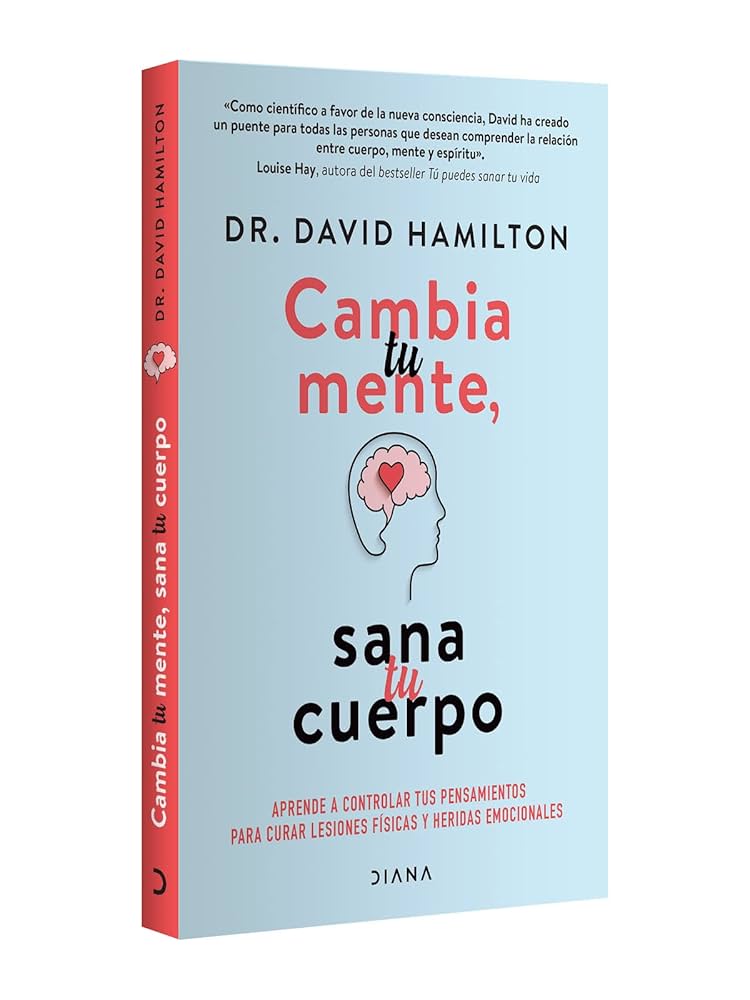 «Como científico a favor de la nueva consciencia, David ha creado
un puente para todas las personas que desean comprender la relación
entre cuerpo, mente y espíritu».
Louise Hay, autora del bestseller Tú puedes sanar tu vida
DR. DAVID HAMILTON
Cambia
tu
mente,
sana
tu
cuerpo
APRENDE A CONTROLAR TUS PENSAMIENTOS
PARA CURAR LESIONES FÍSICAS Y HERIDAS EMOCIONALES
DIANA
DR. DAVID HAMILTON
Cambia tu mente, sana tu cuerpo